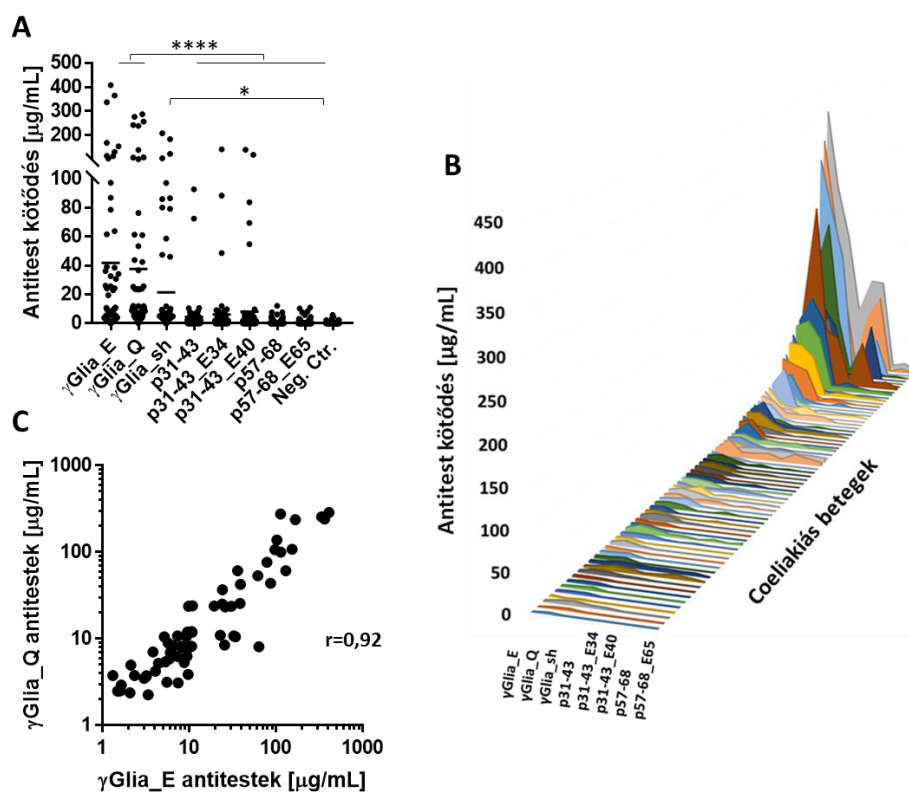 A
****
*
500
400
300
200
100
80
60
40
20
0
Antitest kötődés [µg/mL]
γGlia_E
γGlia_Q
γGlia_sh
p31-43
p31-43_E34
p31-43_E40
p57-68
p57-68_E65
Neg. Ctr.
B
450
400
350
300
250
200
150
100
50
0
Antitest kötődés [µg/mL]
γGlia_E
γGlia_Q
γGlia_sh
p31-43
p31-43_E34
p31-43_E40
p57-68
p57-68_E65
Coeliakiás betegek
C
1000
100
10
1
γGlia_Q antitestek [µg/mL]
r=0,92
1 10 100 1000
γGlia_E antitestek [µg/mL]